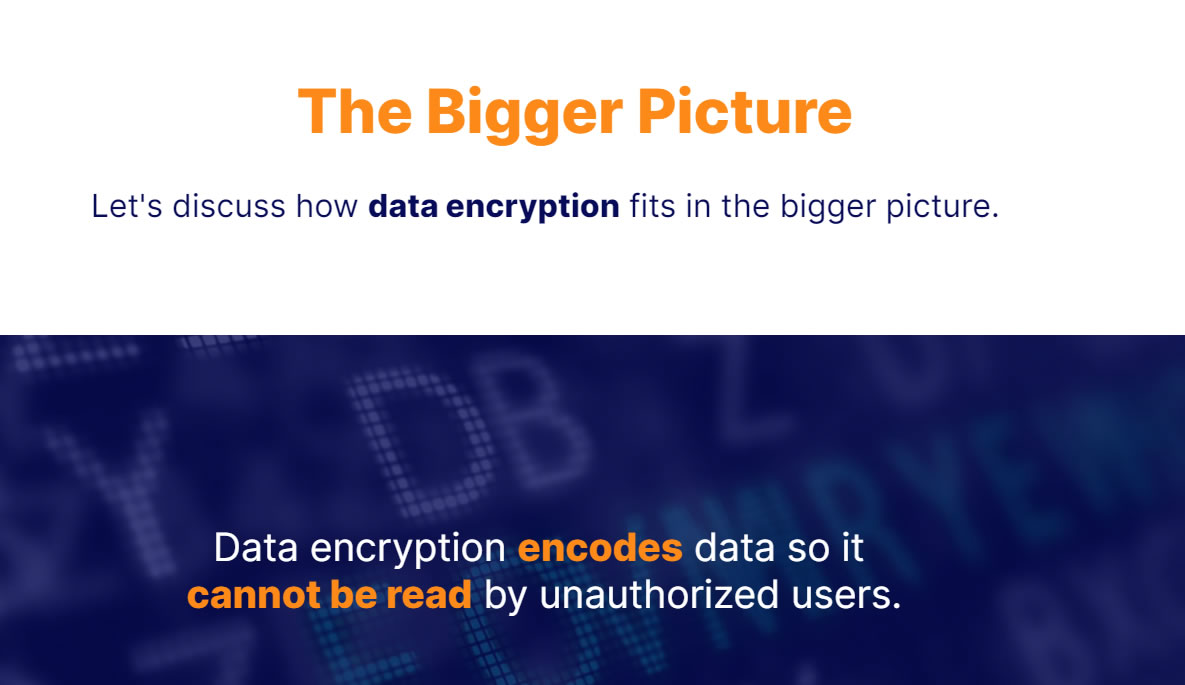 The Bigger Picture
Let's discuss how data encryption fits in the bigger picture.
Data encryption encodes data so it
cannot be read by unauthorized users.